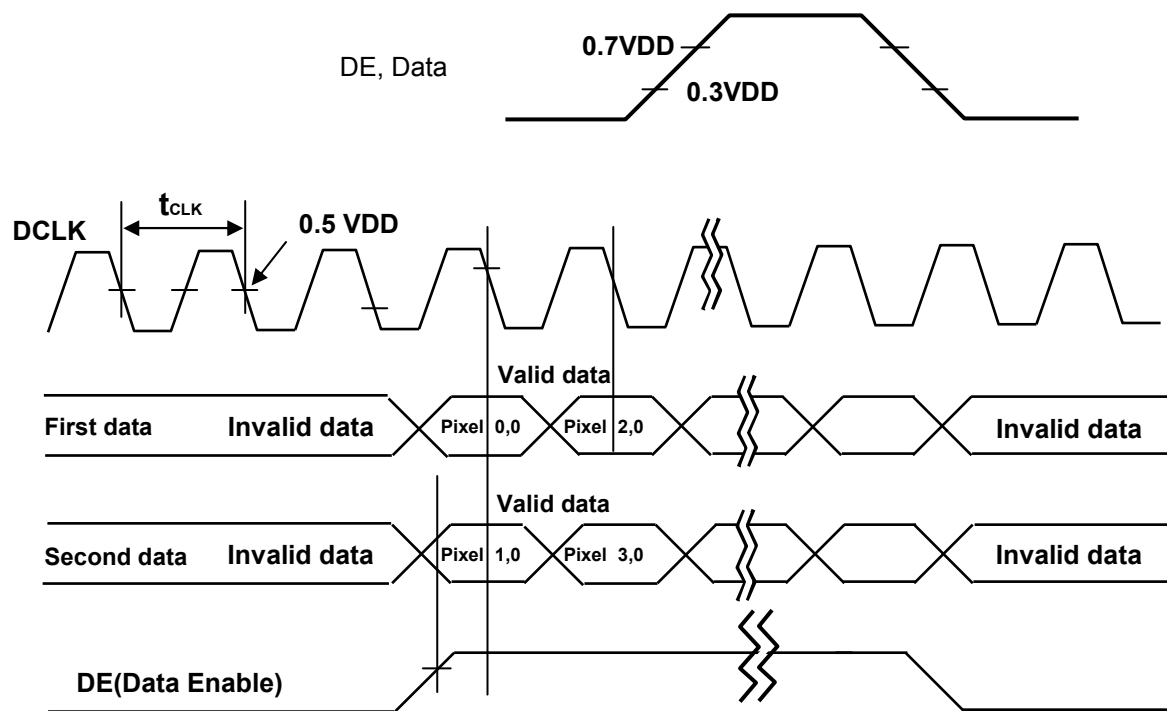 0.7VDD
DE, Data
0.3VDD
tCLK
0.5 VDD
DCLK
Valid data
First data Invalid data Pixel 0,0 Pixel 2,0 Invalid data
Valid data
Second data Invalid data Pixel 1,0 Pixel 3,0 Invalid data
DE(Data Enable)